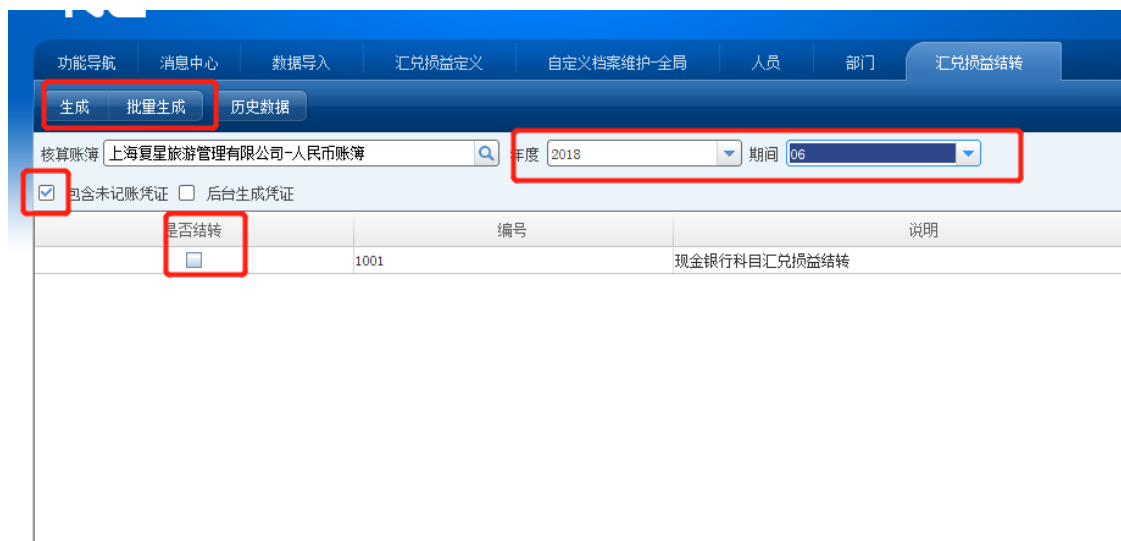 功能导航 消息中心 数据导入 汇兑损益定义 自定义档案维护-全局 人员 部门 汇兑损益结转
生成 批量生成 历史数据
核算账簿 上海复星旅游管理有限公司-人民币账簿 年度 2018 期间 06
包含未记账凭证 后台生成凭证
是否结转 编号 说明
1001 现金银行科目汇兑损益结转